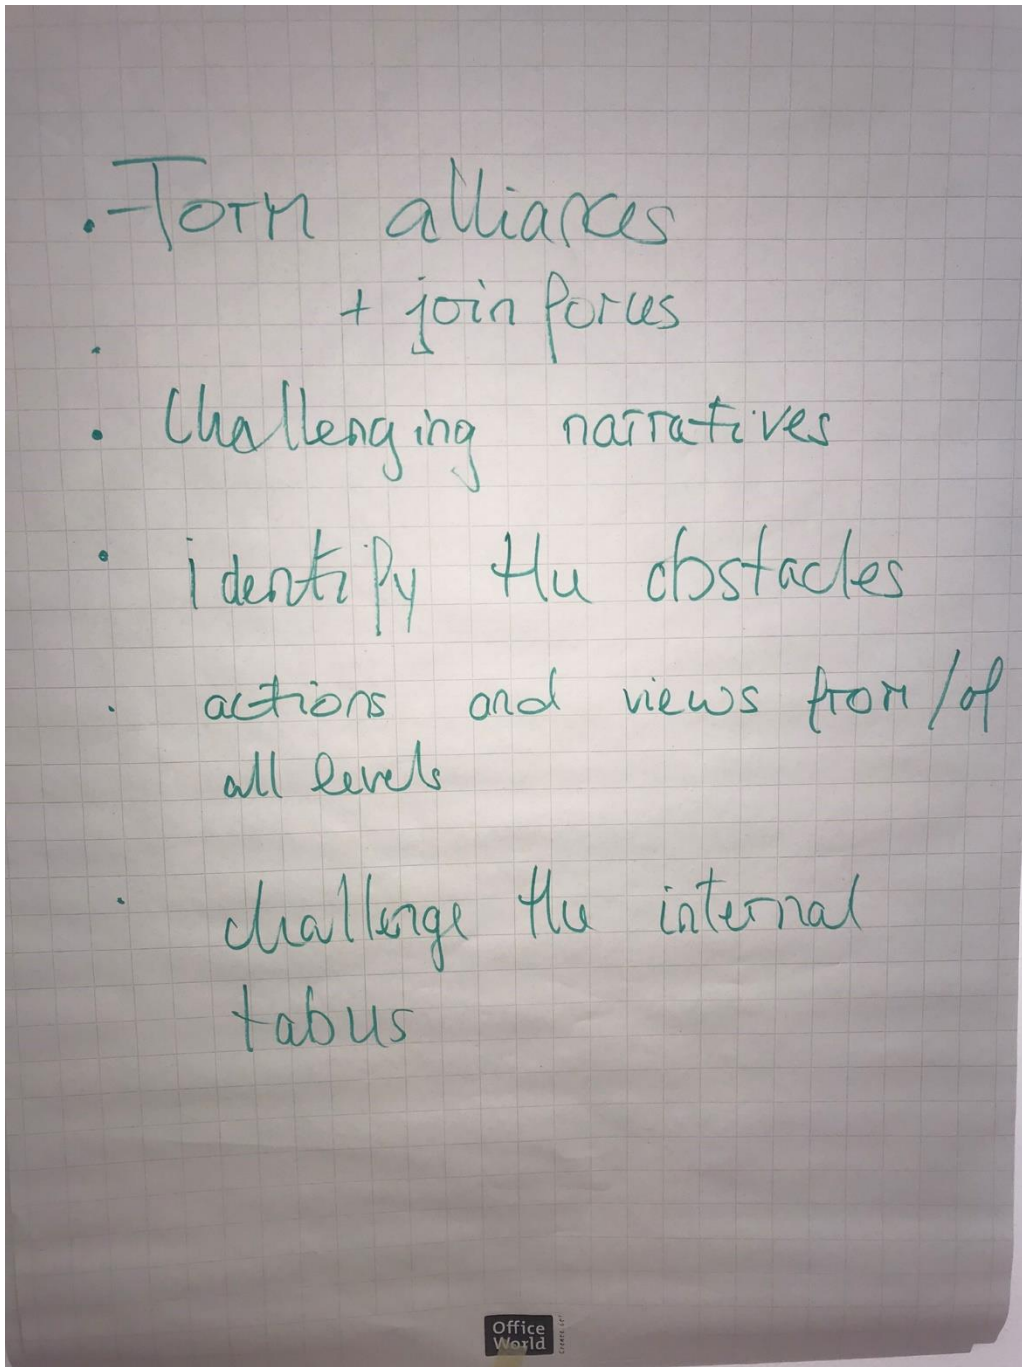 . Form alliances
+ join forces
.
. Challenging narratives
. identify the obstacles
. actions and views from / of
all levels
. challenge the internal
tabus
Office
World